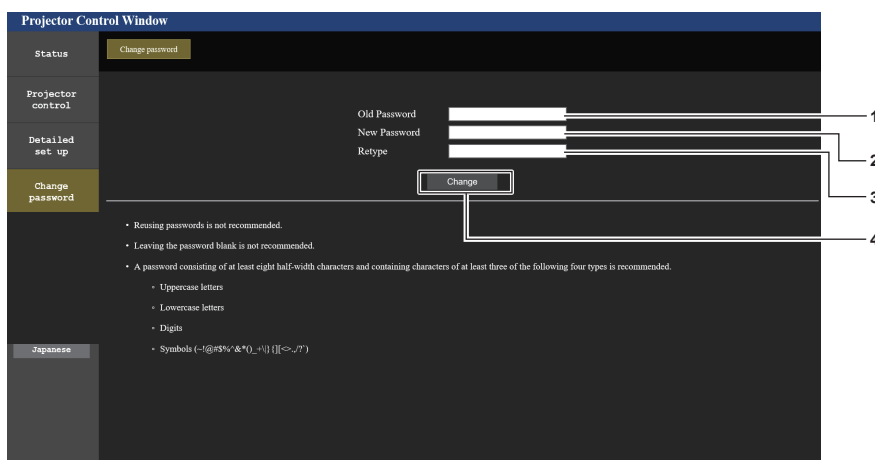 Projector Control Window
Status
Change password
Projector
control
Detailed
set up
Change
password
Japanese
Old Password
1
New Password
2
Retype
3
Change
4
• Reusing passwords is not recommended.
• Leaving the password blank is not recommended.
• A password consisting of at least eight half-width characters and containing characters of at least three of the following four types is recommended.
◦ Uppercase letters
◦ Lowercase letters
◦ Digits
◦ Symbols (~!@#$%^&*()_+\|}{][<>.,/?`)